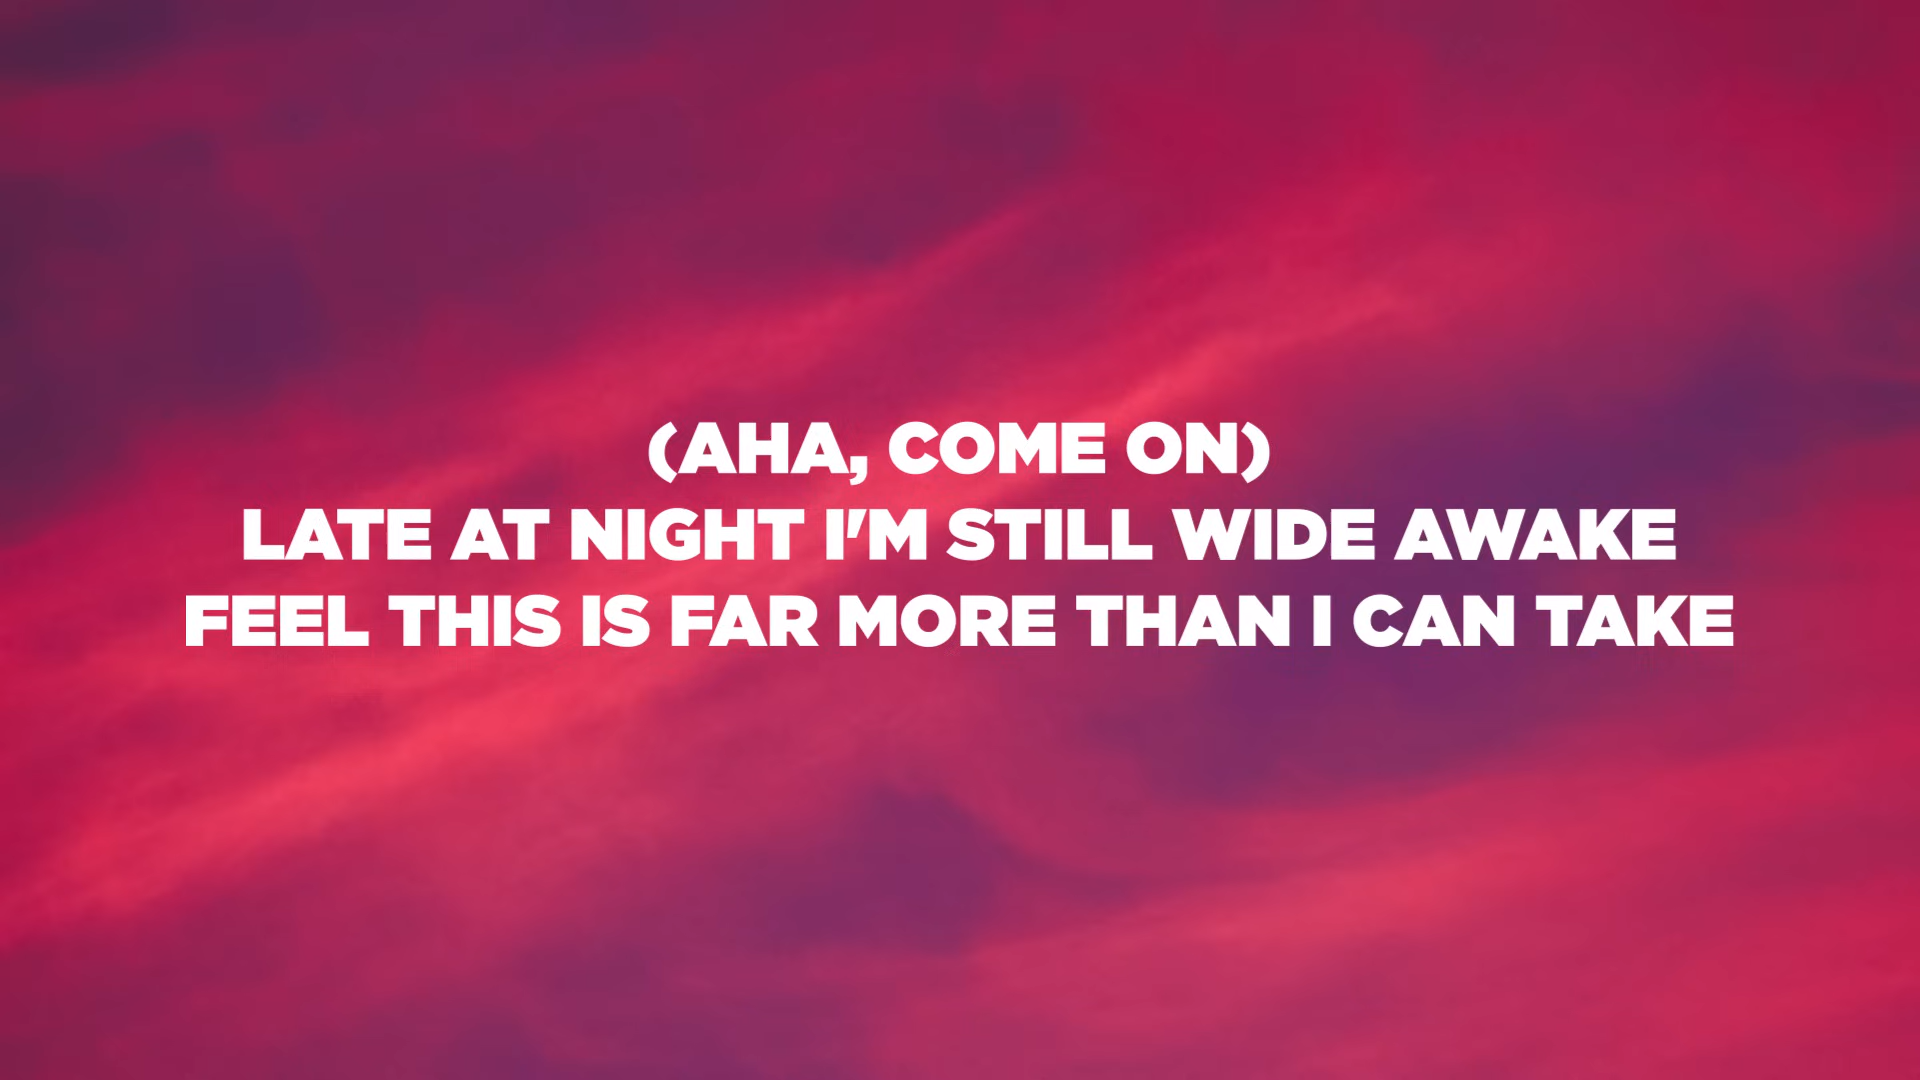 (AHA, COME ON)
LATE AT NIGHT I'M STILL WIDE AWAKE
FEEL THIS IS FAR MORE THAN I CAN TAKE